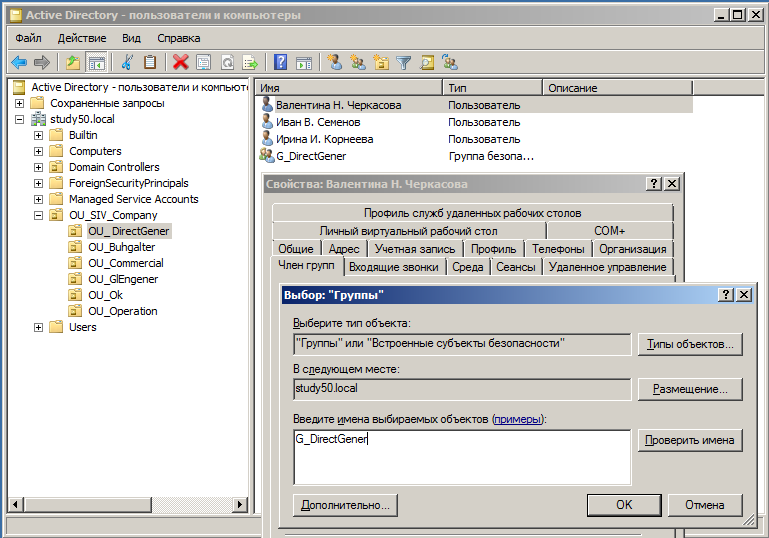 Active Directory - пользователи и компьютеры
Файл Действие Вид Справка
Active Directory - пользователи и компьют
Сохраненные запросы
study50.local
Builtin
Computers
Domain Controllers
ForeignSecurityPrincipals
Managed Service Accounts
OU_SIV_Company
OU_DirectGener
OU_Buhgalter
OU_Commercial
OU_GlEngener
OU_Ok
OU_Operation
Users
Имя Тип Описание
Валентина Н. Черкасова Пользователь
Иван В. Семенов Пользователь
Ирина И. Корнеева Пользователь
G_DirectGener Группа безопа...
Свойства: Валентина Н. Черкасова
Профиль служб удаленных рабочих столов
Личный виртуальный рабочий стол COM+
Общие Адрес Учетная запись Профиль Телефоны Организация
Член групп Входящие звонки Среда Сеансы Удаленное управление
Выбор: "Группы"
Выберите тип объекта:
"Группы" или "Встроенные субъекты безопасности" Типы объектов...
В следующем месте:
study50.local Размещение...
Введите имена выбираемых объектов (примеры):
G_DirectGener Проверить имена
Дополнительно... OK Отмена